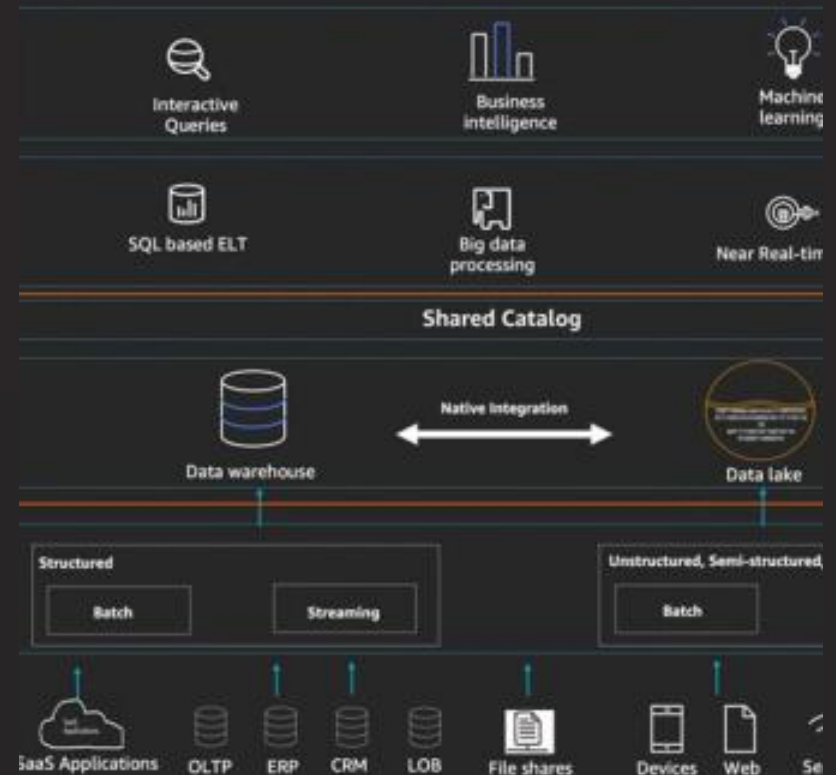 Interactive
Queries
Business
intelligence
Machine
learning
SQL based ELT
Big data
processing
Near Real-tim
Shared Catalog
Native Integration
Data warehouse
Data lake
Structured
Batch
Streaming
Unstructured, Semi-structured,
Batch
SaaS Applications
OLTP
ERP
CRM
LOB
File shares
Devices
Web
Se